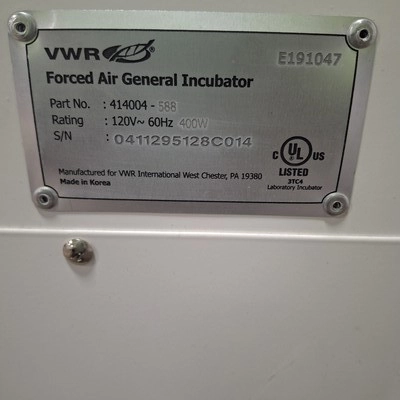 VWR®
E191047
Forced Air General Incubator
Part No. : 414004-588
Rating : 120V~ 60Hz 400W
S/N : 0411295128C014
C UL US
LISTED
3TC4
Laboratory Incubator
Manufactured for VWR International West Chester, PA 19380
Made in Korea